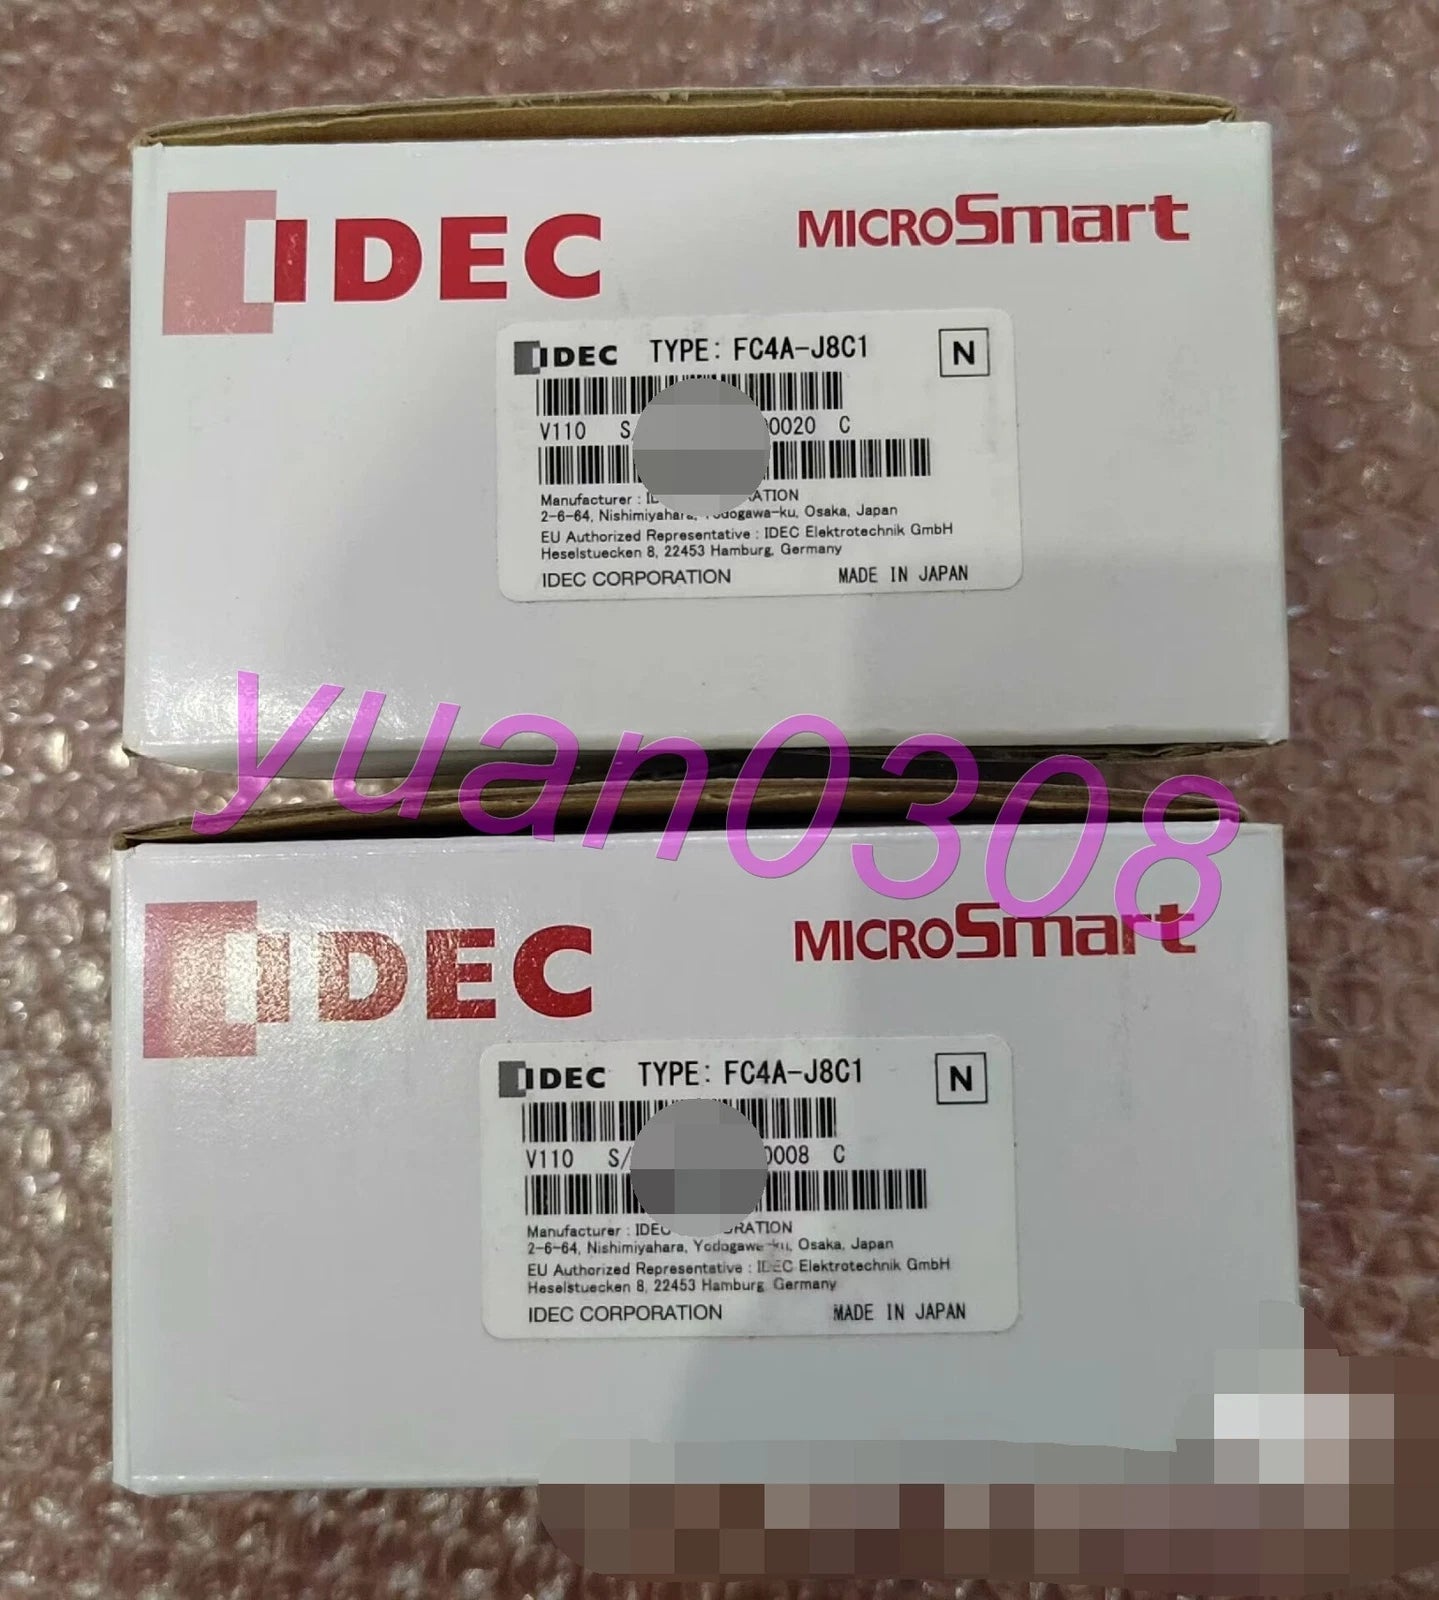 IDEC
MICROSmart
IDEC TYPE: FC4A-J8C1 N
V110 0020 C
Manufacturer :
2-6-64, Nishimiyahara, Yodogawa-ku, Osaka, Japan
EU Authorized Representative : IDEC Elektrotechnik GmbH
Heselstuecken 8, 22453 Hamburg, Germany
IDEC CORPORATION MADE IN JAPAN
yuan0308
IDEC
MICROSmart
IDEC TYPE: FC4A-J8C1 N
V110 S/ 0008 C
Manufacturer : IDEC
2-6-64, Nishimiyahara, Yodogawa-ku, Osaka, Japan
EU Authorized Representative : IDEC Elektrotechnik GmbH
Heselstuecken 8, 22453 Hamburg, Germany
IDEC CORPORATION MADE IN JAPAN